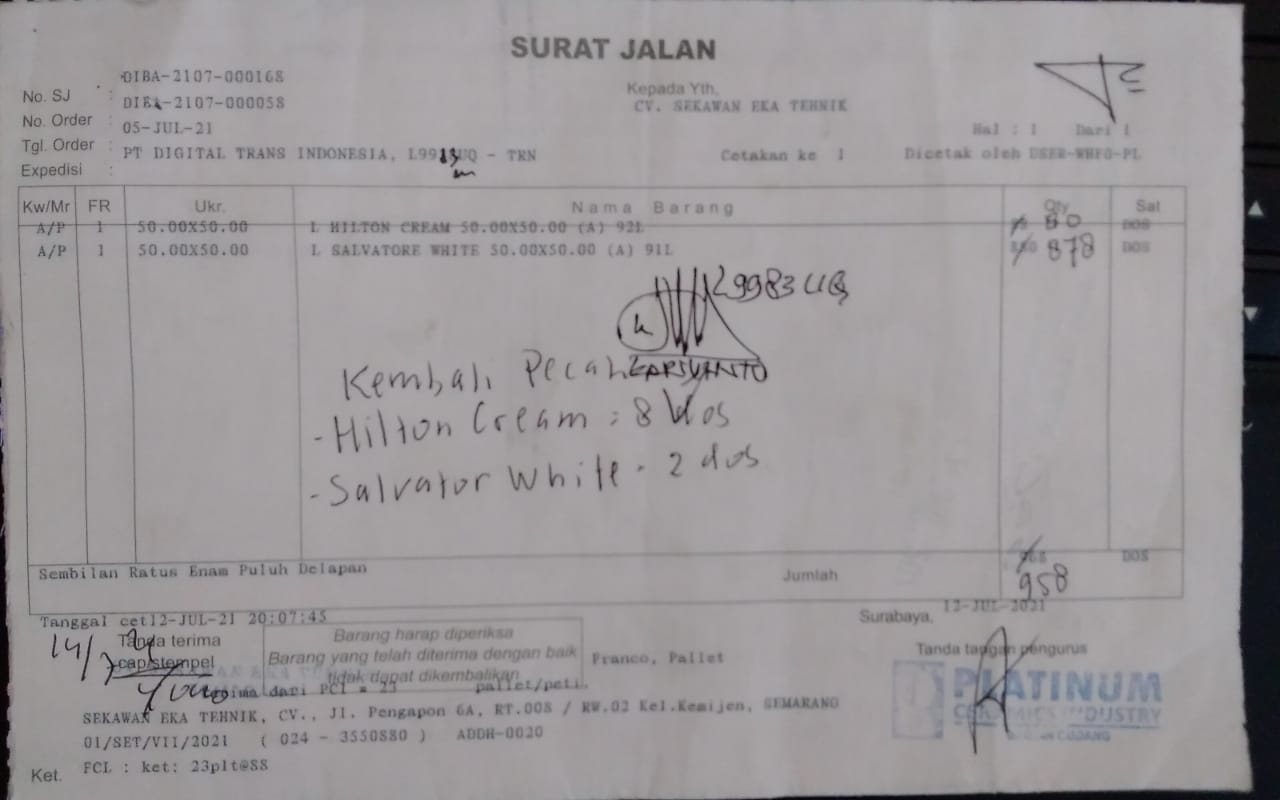 SURAT JALAN
No. SJ : DIBA-2107-000168
No. Order : DIBA-2107-000058
Tgl. Order : 05-JUL-21
Expedisi : PT DIGITAL TRANS INDONESIA, L9983UQ - TRN
Kepada Yth,
CV. SEKAWAN EKA TEHNIK
Hal : 1 Dari 1
Cetakan ke 1 Dicetak oleh USER-WHFG-PL
Kw/Mr FR Ukr. Nama Barang Qty Sat
A/P 1 50.00X50.00 L HILTON CREAM 50.00X50.00 (A) 92L 80 DOS
A/P 1 50.00X50.00 L SALVATORE WHITE 50.00X50.00 (A) 91L 878 DOS
L9983 UQ
Kembali Pecah
- Hilton Cream : 8 dos
- Salvator White - 2 dos
Sembilan Ratus Enam Puluh Delapan Jumlah 968 DOS
958
Tanggal cet12-JUL-21 20:07:45
Surabaya, 12-JUL-2021
14/7
Tanda terima
cap/stempel
Barang harap diperiksa
Barang yang telah diterima dengan baik
tidak dapat dikembalikan
Franco, Pallet
Tanda tangan pengurus
dari PCI = 23 pallet/peti.
PLATINUM
CERAMICS INDUSTRY
SEKAWAN EKA TEHNIK, CV., Jl. Pengapon 6A, RT.008 / RW.02 Kel.Kemijen, SEMARANG
01/SET/VII/2021 ( 024 - 3550880 ) ADDH-0020
Ket. FCL : ket: 23plt@88